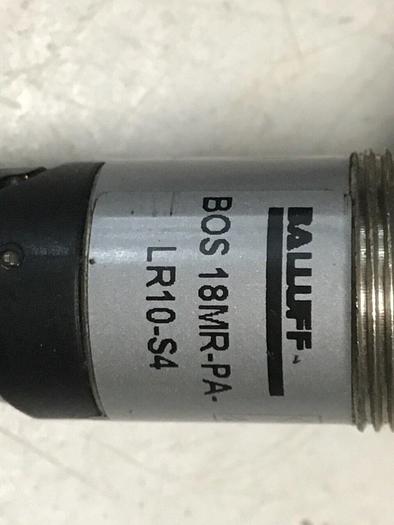 BALLUFF
BOS 18MR-PA-
LR10-S4